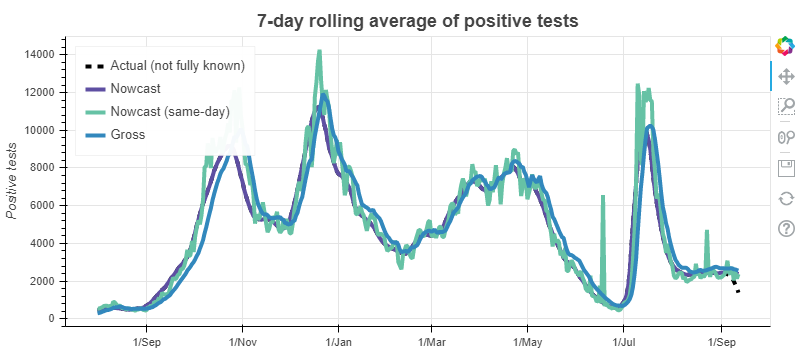 7-day rolling average of positive tests
Actual (not fully known)
Nowcast
Nowcast (same-day)
Gross
Positive tests
14000
12000
10000
8000
6000
4000
2000
0
1/Sep
1/Nov
1/Jan
1/Mar
1/May
1/Jul
1/Sep